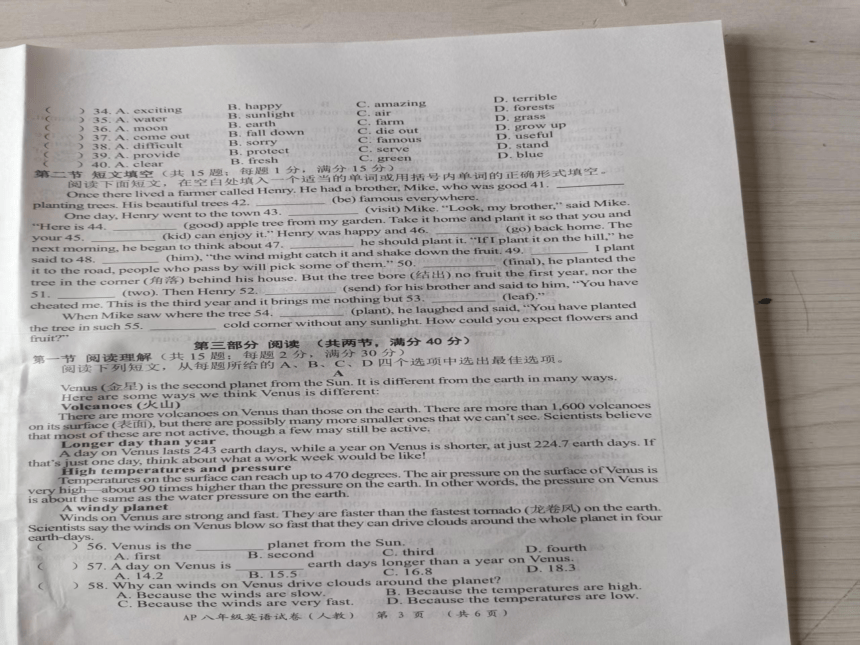 ( ) 34. A. exciting B. happy C. amazing D. terrible
( ) 35. A. water B. sunlight C. air D. forests
( ) 36. A. moon B. earth C. farm D. grass
( ) 37. A. come out B. fall down C. die out D. grow up
( ) 38. A. difficult B. sorry C. famous D. useful
( ) 39. A. provide B. protect C. serve D. stand
( ) 40. A. clear B. fresh C. green D. blue
第二节 短文填空（共 15 题；每题 1 分，满分 15 分）
阅读下面短文，在空白处填入一个适当的单词或用括号内单词的正确形式填空。
Once there lived a farmer called Henry. He had a brother, Mike, who was good 41. ________
planting trees. His beautiful trees 42. ________ (be) famous everywhere.
One day, Henry went to the town 43. ________ (visit) Mike. “Look, my brother,” said Mike.
“Here is 44. ________ (good) apple tree from my garden. Take it home and plant it so that you and
your 45. ________ (kid) can enjoy it.” Henry was happy and 46. ________ (go) back home. The
next morning, he began to think about 47. ________ he should plant it. “If I plant it on the hill,” he
said to 48. ________ (him), “the wind might catch it and shake down the fruit. 49. ________ I plant
it to the road, people who pass by will pick some of them.” 50. ________ (final), he planted the
tree in the corner (角落) behind his house. But the tree bore (结出) no fruit the first year, nor the
51. ________ (two). Then Henry 52. ________ (send) for his brother and said to him, “You have
cheated me. This is the third year and it brings me nothing but 53. ________ (leaf).”
When Mike saw where the tree 54. ________ (plant), he laughed and said, “You have planted
the tree in such 55. ________ cold corner without any sunlight. How could you expect flowers and
fruit?”
第三部分 阅读 （共两节，满分 40 分）
第一节 阅读理解（共 15 题；每题 2 分，满分 30 分）
阅读下列短文，从每题所给的 A、B、C、D 四个选项中选出最佳选项。
A
Venus (金星) is the second planet from the Sun. It is different from the earth in many ways.
Here are some ways we think Venus is different:
Volcanoes (火山)
There are more volcanoes on Venus than those on the earth. There are more than 1,600 volcanoes
on its surface (表面), but there are possibly many more smaller ones that we can’t see. Scientists believe
that most of these are not active, though a few may still be active.
Longer day than year
A day on Venus lasts 243 earth days, while a year on Venus is shorter, at just 224.7 earth days. If
that’s just one day, think about what a work week would be like!
High temperatures and pressure
Temperatures on the surface can reach up to 470 degrees. The air pressure on the surface of Venus is
very high—about 90 times higher than the pressure on the earth. In other words, the pressure on Venus
is about the same as the water pressure on the earth.
A windy planet
Winds on Venus are strong and fast. They are faster than the fastest tornado (龙卷风) on the earth.
Scientists say the winds on Venus blow so fast that they can drive clouds around the whole planet in four
earth-days.
( ) 56. Venus is the ________ planet from the Sun.
A. first B. second C. third D. fourth
( ) 57. A day on Venus is ________ earth days longer than a year on Venus.
A. 14.2 B. 15.5 C. 16.8 D. 18.3
( ) 58. Why can winds on Venus drive clouds around the planet?
A. Because the winds are slow. B. Because the temperatures are high.
C. Because the winds are very fast. D. Because the temperatures are low.
AP 八年级英语试卷（人教） 第 3 页 （共 6 页）